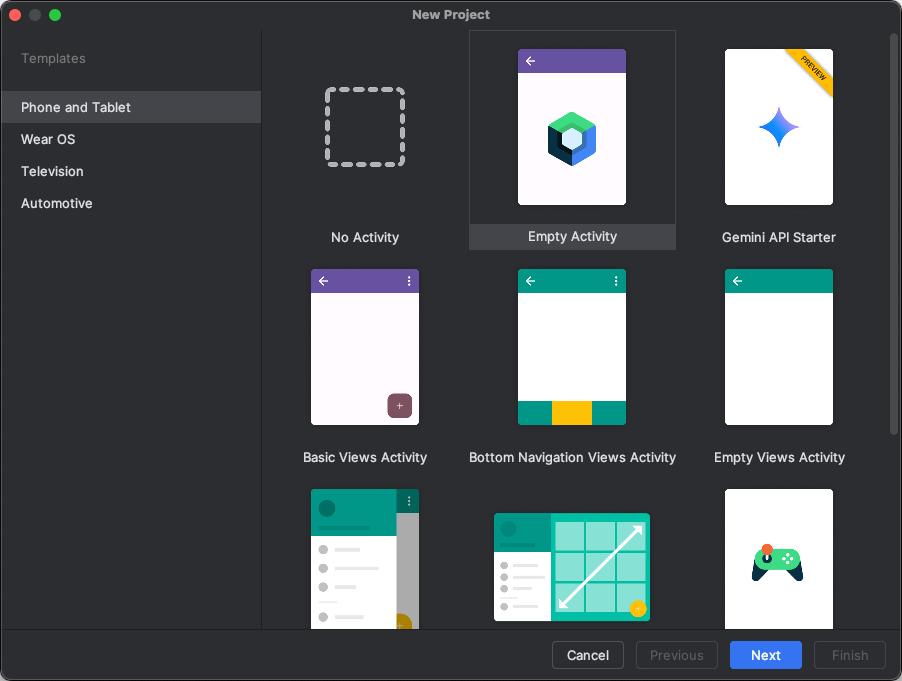 New Project
Templates
Phone and Tablet
Wear OS
Television
Automotive
PREVIEW
No Activity
Empty Activity
Gemini API Starter
Basic Views Activity
Bottom Navigation Views Activity
Empty Views Activity
Cancel
Previous
Next
Finish